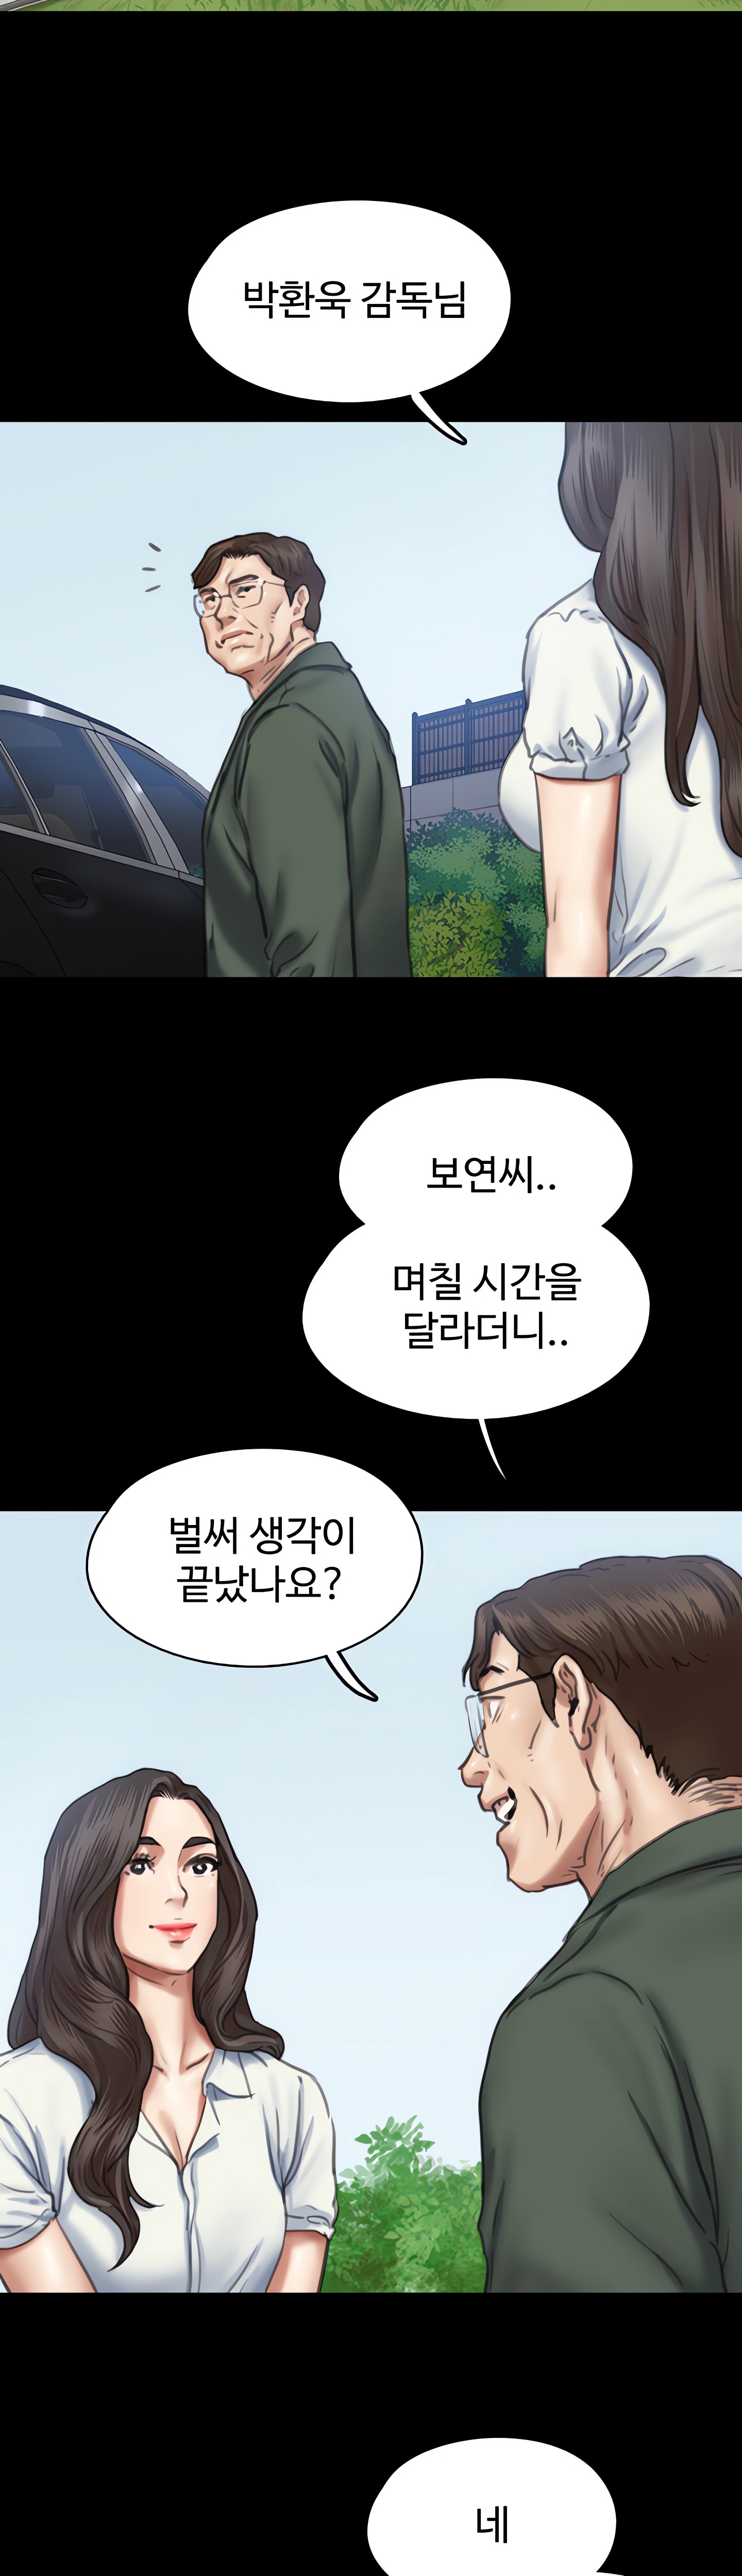 박환욱 감독님
보연씨..
며칠 시간을
달라더니..
벌써 생각이
끝났나요?
네